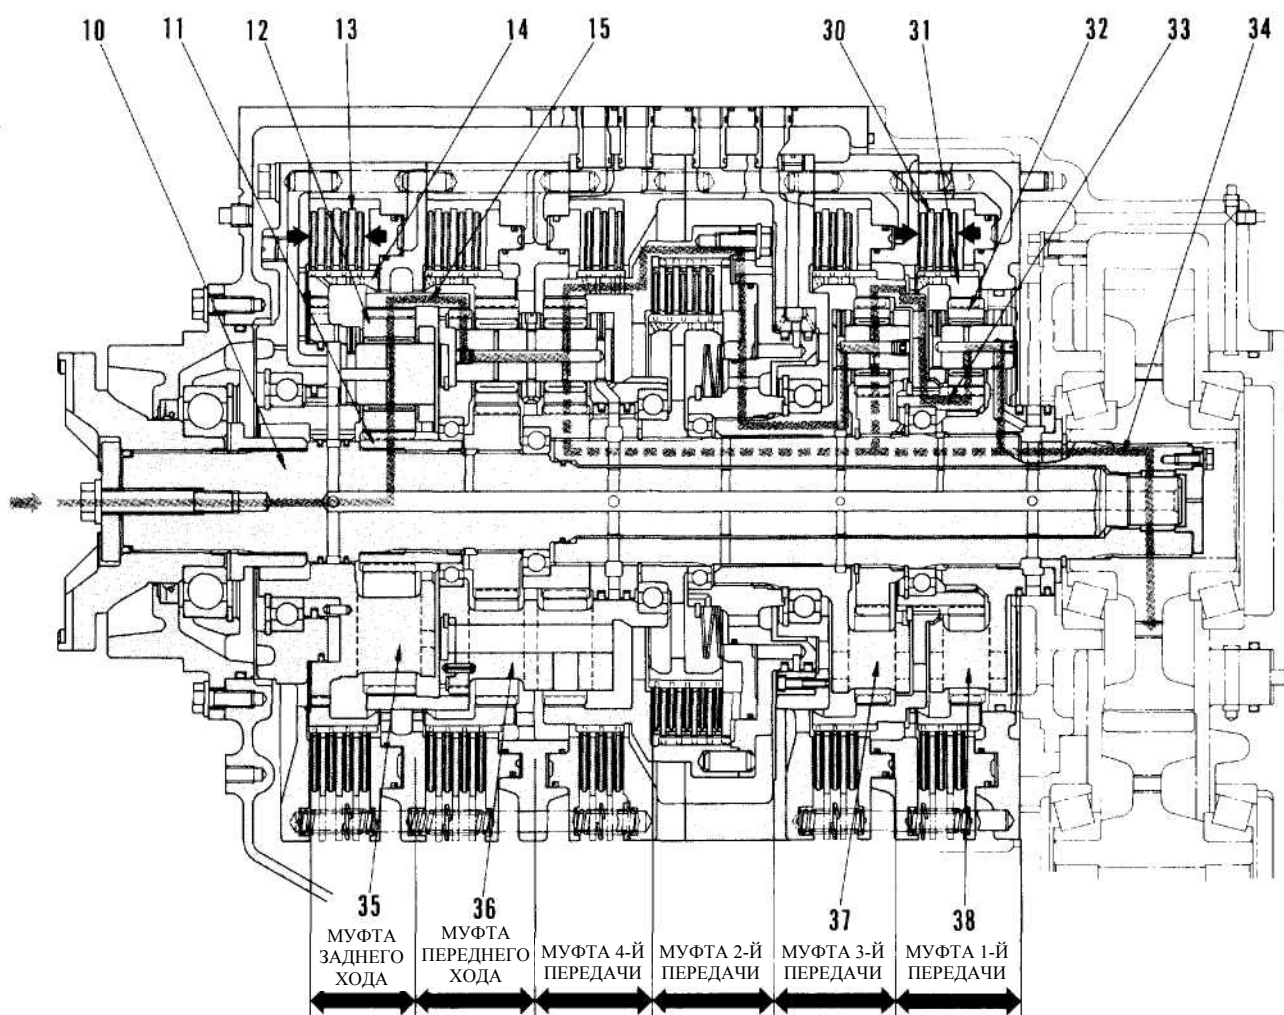 10 11 12 13 14 15 30 31 32 33 34
35 36 37 38
МУФТА
ЗАДНЕГО
ХОДА
МУФТА
ПЕРЕДНЕГО
ХОДА
МУФТА 4-Й
ПЕРЕДАЧИ
МУФТА 2-Й
ПЕРЕДАЧИ
МУФТА 3-Й
ПЕРЕДАЧИ
МУФТА 1-Й
ПЕРЕДАЧИ